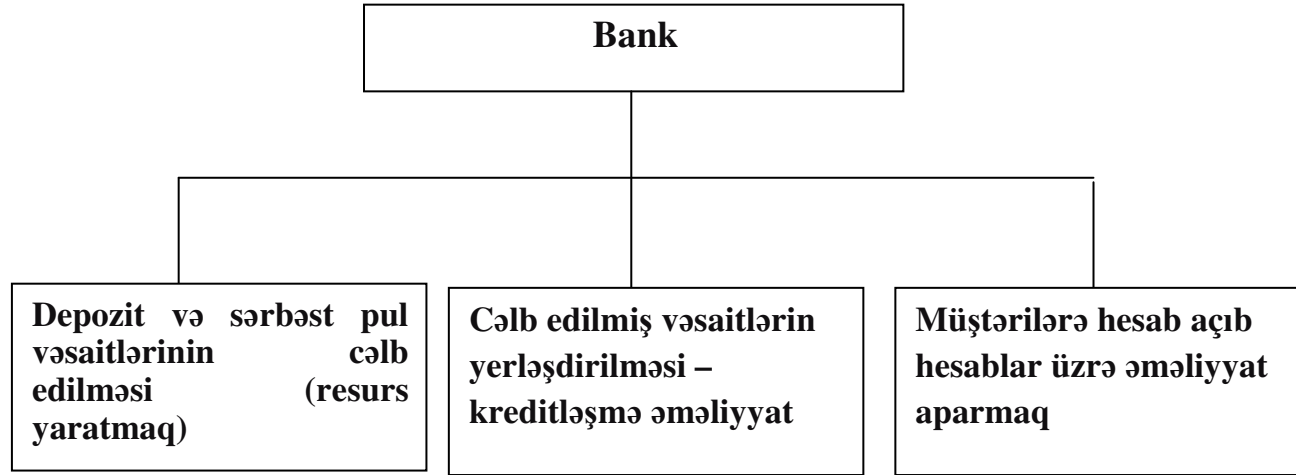 Bank
Depozit və sərbəst pul
vəsaitlərinin cəlb
edilməsi (resurs
yaratmaq)
Cəlb edilmiş vəsaitlərin
yerləşdirilməsi –
kreditləşmə əməliyyat
Müştərilərə hesab açıb
hesablar üzrə əməliyyat
aparmaq